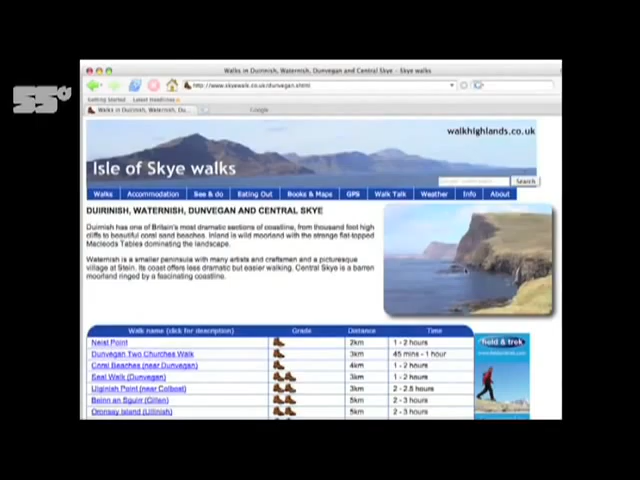 Walks in Duirinish, Waternish, Dunvegan and Central Skye - Skye walks
55°
http://www.skyewalk.co.uk/dunvegan.shtml
Getting Started Latest Headlines
Walks in Duirinish, Waternish, Du...
Google
walkhighlands.co.uk
Isle of Skye walks
Search
Walks Accommodation See & do Eating Out Books & Maps GPS Walk Talk Weather Info About
DUIRINISH, WATERNISH, DUNVEGAN AND CENTRAL SKYE
Duirnish has one of Britain's most dramatic sections of coastline, from thousand foot high
cliffs to beautiful coral sand beaches. Inland is wild moorland with the strange flat-topped
Macleods Tables dominating the landscape.
Waternish is a smaller peninsula with many artists and craftsmen and a picturesque
village at Stein. Its coast offers less dramatic but easier walking. Central Skye is a barren
moorland ringed by a fascinating coastline.
Walk name (click for description) Grade Distance Time
Neist Point 2km 1 - 2 hours
Dunvegan Two Churches Walk 3km 45 mins - 1 hour
Coral Beaches (near Dunvegan) 4km 1 - 2 hours
Seal Walk (Dunvegan) 3km 1 - 2 hours
Uiginish Point (near Colbost) 3km 2 - 2.5 hours
Beinn an Sguirr (Gillen) 5km 2 - 3 hours
Oronsay Island (Ullinish) 5km 2 - 3 hours
held & trek